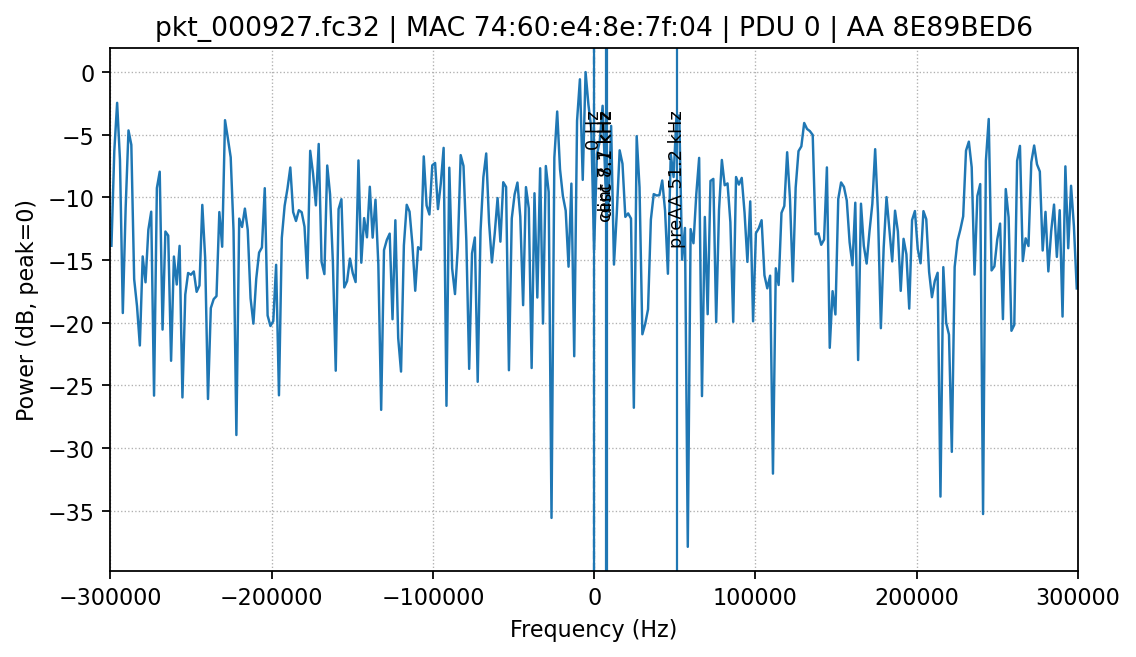 pkt_000927.fc32 | MAC 74:60:e4:8e:7f:04 | PDU 0 | AA 8E89BED6
Power (dB, peak=0)
0
−5
−10
−15
−20
−25
−30
−35
0 Hz
kHz
preAA 51.2 kHz
−300000
−200000
−100000
0
100000
200000
300000
Frequency (Hz)